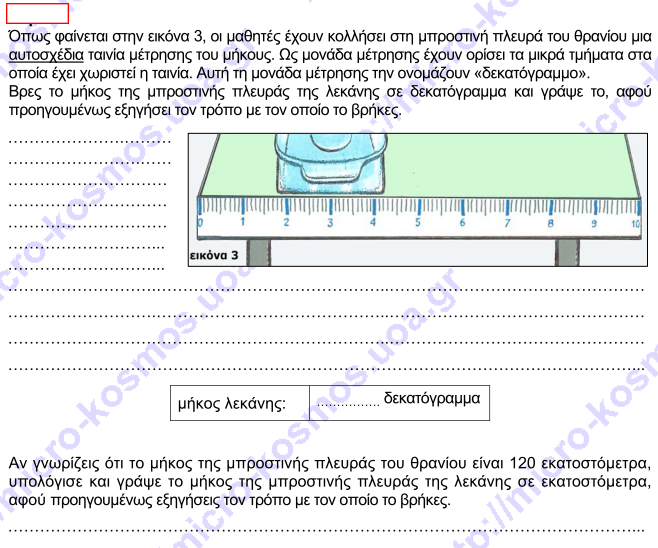 Όπως φαίνεται στην εικόνα 3, οι μαθητές έχουν κολλήσει στη μπροστινή πλευρά του θρανίου μια
αυτοσχέδια ταινία μέτρησης του μήκους. Ως μονάδα μέτρησης έχουν ορίσει τα μικρά τμήματα στα
οποία έχει χωριστεί η ταινία. Αυτή τη μονάδα μέτρησης την ονομάζουν «δεκατόγραμμο».
Βρες το μήκος της μπροστινής πλευράς της λεκάνης σε δεκατόγραμμα και γράψε το, αφού
προηγουμένως εξηγήσει τον τρόπο με τον οποίο το βρήκες.
0 1 2 3 4 5 6 7 8 9 10
εικόνα 3
μήκος λεκάνης: ................ δεκατόγραμμα
Αν γνωρίζεις ότι το μήκος της μπροστινής πλευράς του θρανίου είναι 120 εκατοστόμετρα,
υπολόγισε και γράψε το μήκος της μπροστινής πλευράς της λεκάνης σε εκατοστόμετρα,
αφού προηγουμένως εξηγήσεις τον τρόπο με τον οποίο το βρήκες.
http://micro-kosmos.uoa.gr